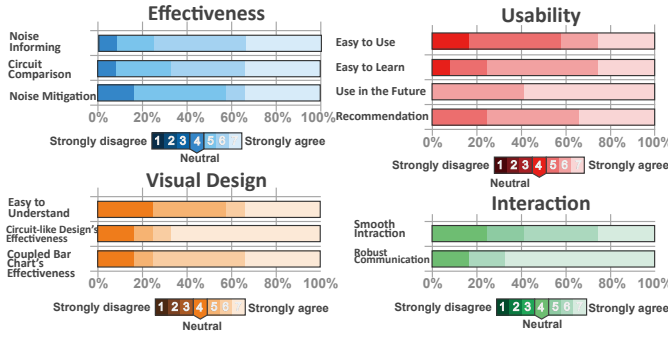 Effectiveness
Noise
Informing
Circuit
Comparison
Noise Mitigation
0% 20% 40% 60% 80% 100%
Strongly disagree 1 2 3 4 5 6 7 Strongly agree
Neutral
Usability
Easy to Use
Easy to Learn
Use in the Future
Recommendation
0% 20% 40% 60% 80% 100%
Strongly disagree 1 2 3 4 5 6 7 Strongly agree
Neutral
Visual Design
Easy to
Understand
Circuit-like Design's
Effectiveness
Coupled Bar
Chart's
Effectiveness
0% 20% 40% 60% 80% 100%
Strongly disagree 1 2 3 4 5 6 7 Strongly agree
Neutral
Interaction
Smooth
Intraction
Robust
Communication
0% 20% 40% 60% 80% 100%
Strongly disagree 1 2 3 4 5 6 7 Strongly agree
Neutral